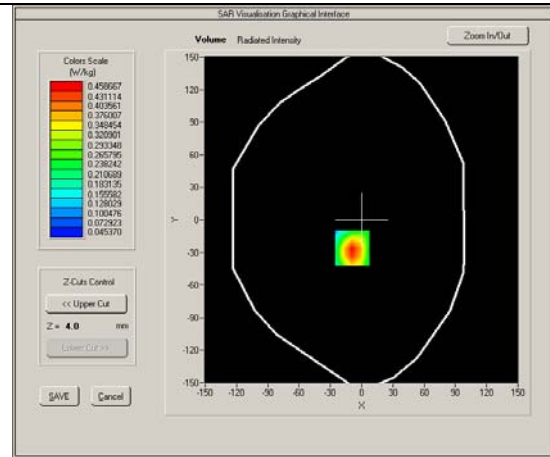 SAR Visualisation Graphical Interface
Volume Radiated Intensity
Zoom In/Out
Colors Scale
(W/kg)
0.458667
0.431114
0.403561
0.376007
0.348454
0.320901
0.293348
0.265795
0.238242
0.210689
0.183135
0.155582
0.128029
0.100476
0.072923
0.045370
Z-Cuts Control
<< Upper Cut
Z = 4.0 mm
Lower Cut >>
SAVE Cancel
150
120
90
60
30
0
-30
-60
-90
-120
-150
Y
-150 -120 -90 -60 -30 0 30 60 90 120 150
X